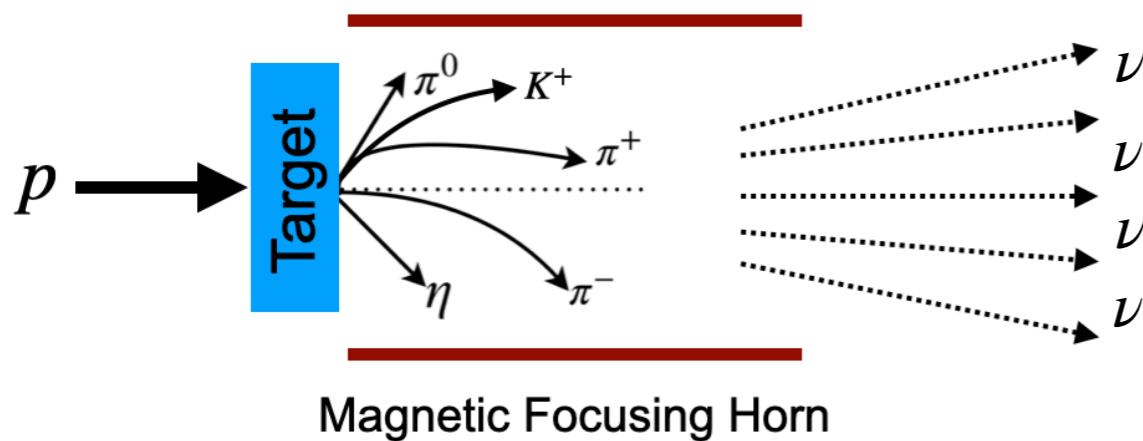 π⁰
K⁺
π⁺
p
Target
η
π⁻
ν
ν
ν
ν
Magnetic Focusing Horn